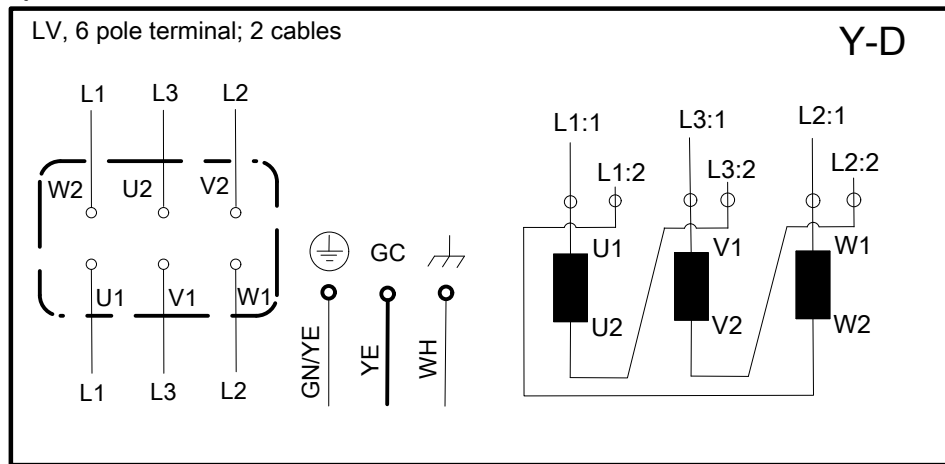 LV, 6 pole terminal; 2 cables
Y-D
L1 L3 L2
W2 U2 V2
U1 V1 W1
L1 L3 L2
GC
GN/YE
YE
WH
L1:1 L3:1 L2:1
L1:2 L3:2 L2:2
U1 V1 W1
U2 V2 W2